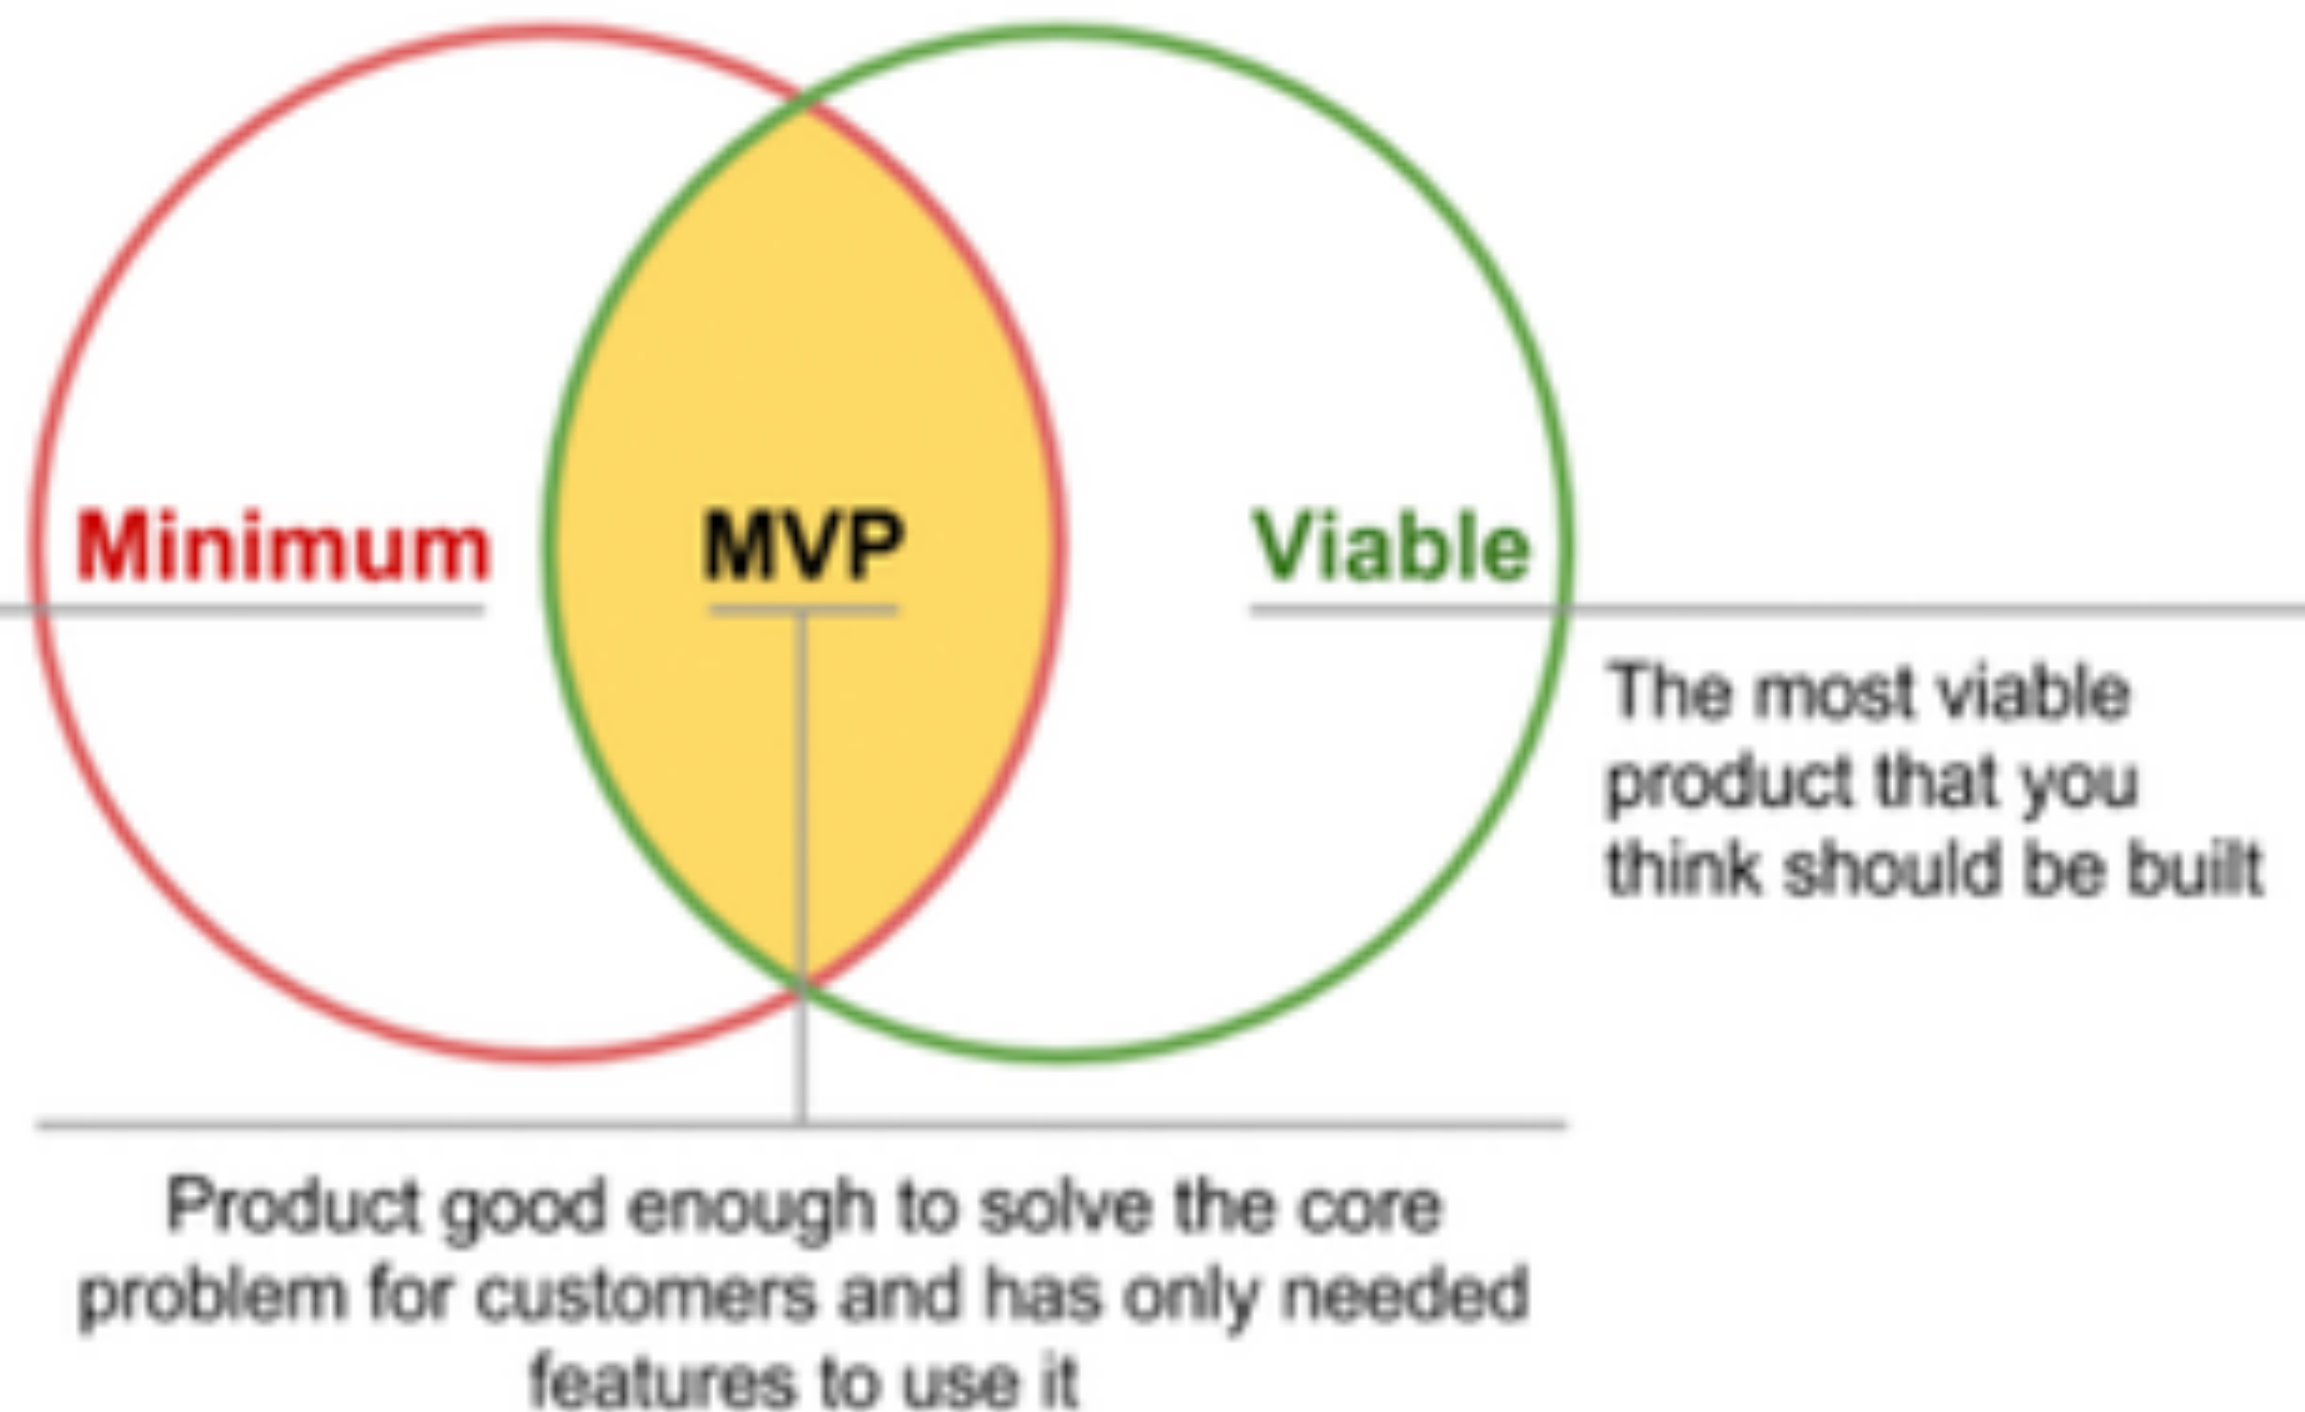 Minimum
MVP
Viable
The most viable
product that you
think should be built
Product good enough to solve the core
problem for customers and has only needed
features to use it